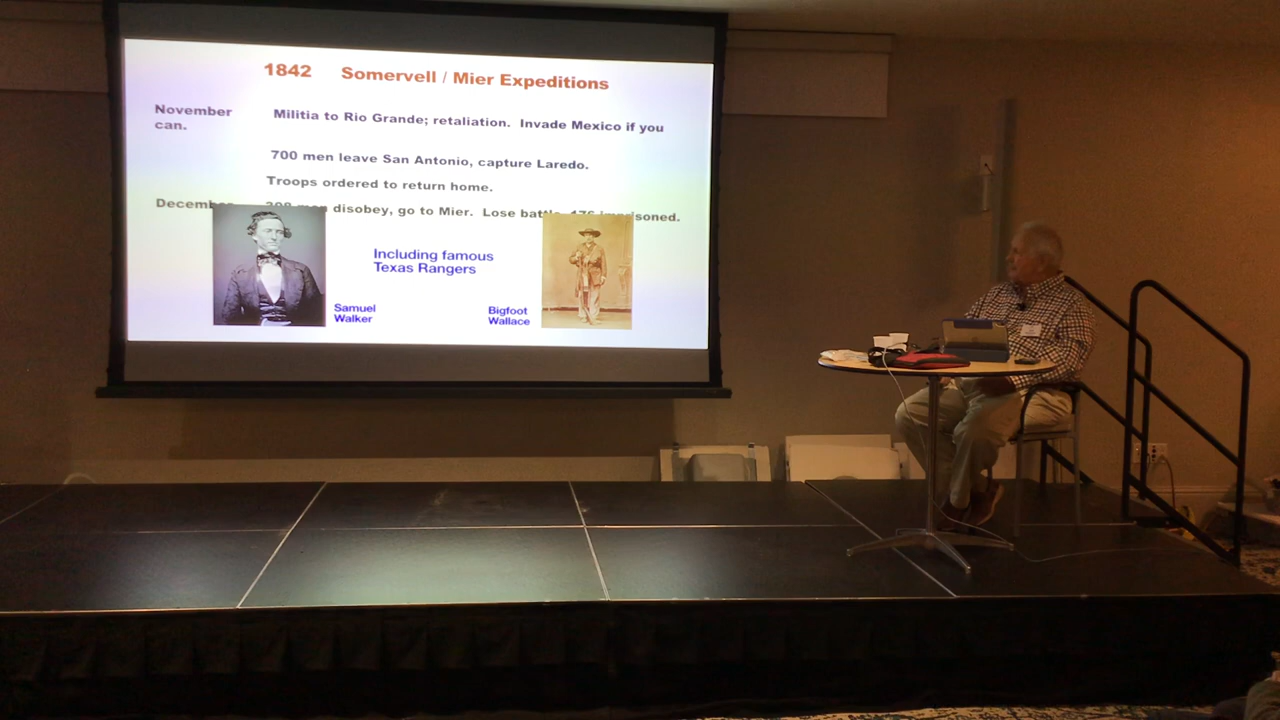 1842 Somervell / Mier Expeditions
November Militia to Rio Grande; retaliation. Invade Mexico if you
can.
700 men leave San Antonio, capture Laredo.
Troops ordered to return home.
disobey, go to Mier. Lose
Including famous
Texas Rangers
Samuel
Walker
Bigfoot
Wallace